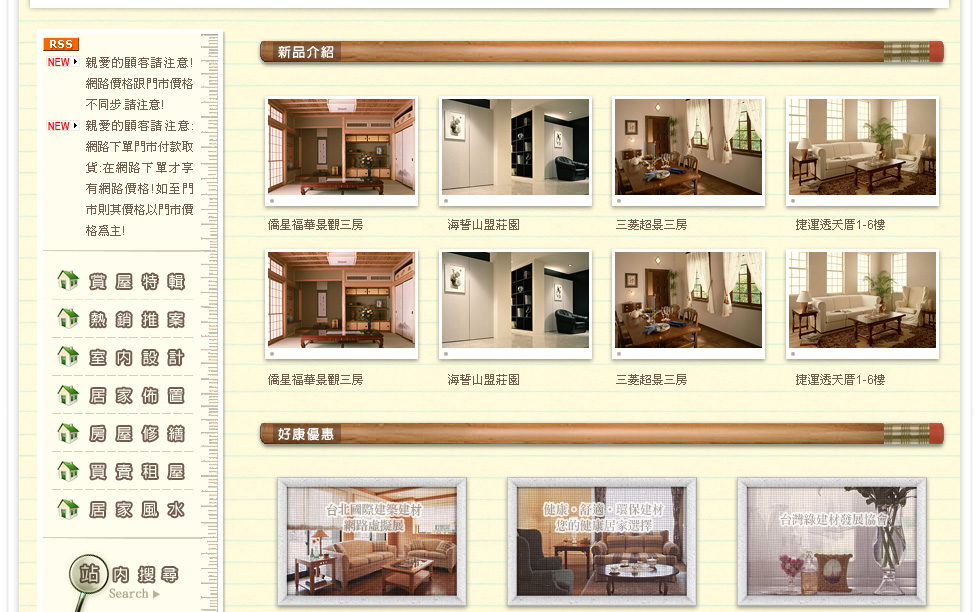 RSS
NEW 親愛的顧客請注意!
網路價格跟門市價格
不同步.請注意!
NEW 親愛的顧客請注意:
網路下單門市付款取
貨:在網路下單才享
有網路價格!如至門
市則其價格以門市價
格爲主!
賞屋特輯
熱銷推案
室內設計
居家佈置
房屋修繕
買賣租屋
居家風水
站內搜尋
Search
新品介紹
僑星福華景觀三房
海誓山盟莊園
三菱超景三房
捷運透天厝1-6樓
僑星福華景觀三房
海誓山盟莊園
三菱超景三房
捷運透天厝1-6樓
好康優惠
台北國際建築建材
網路虛擬展
健康・舒適・環保建材
您的健康居家選擇
台灣綠建材發展協會